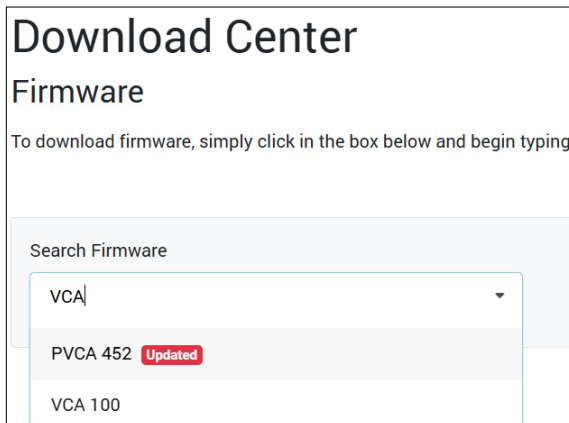 Download Center
Firmware
To download firmware, simply click in the box below and begin typing
Search Firmware
VCA
PVCA 452 Updated
VCA 100